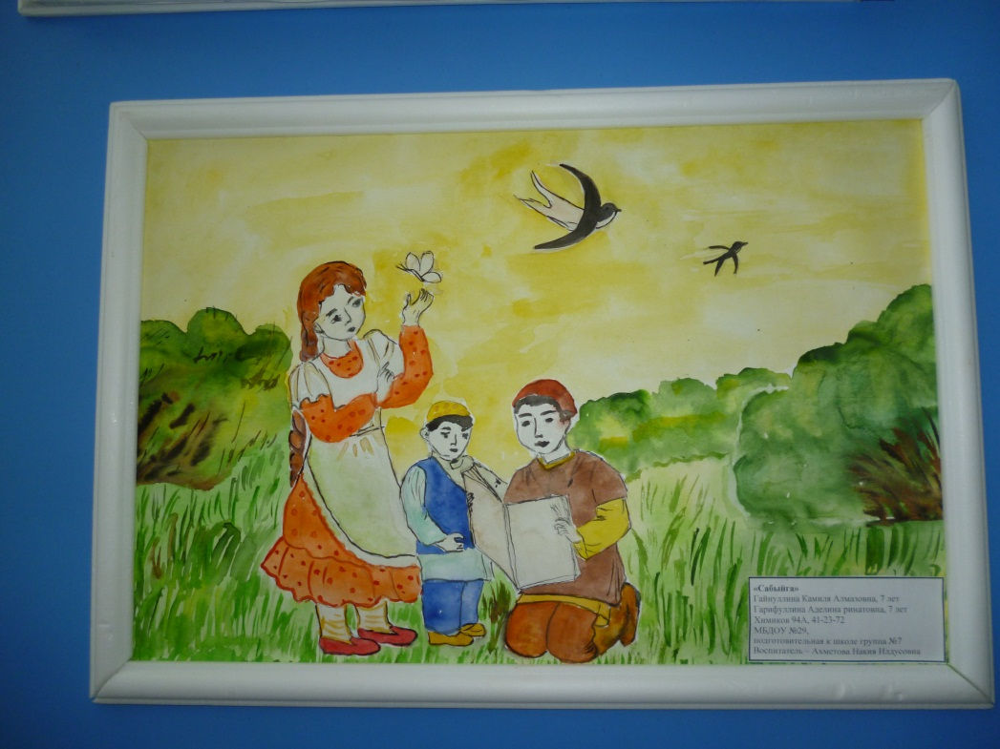 «Сабыйга»
Гайнуллина Камиля Алмазовна, 7 лет
Гарифуллина Аделина ринатовна, 7 лет
Химиков 94А, 41-23-72
МБДОУ №29,
подготовительная к школе группа №7
Воспитатель – Ахметова Накия Илдусовна